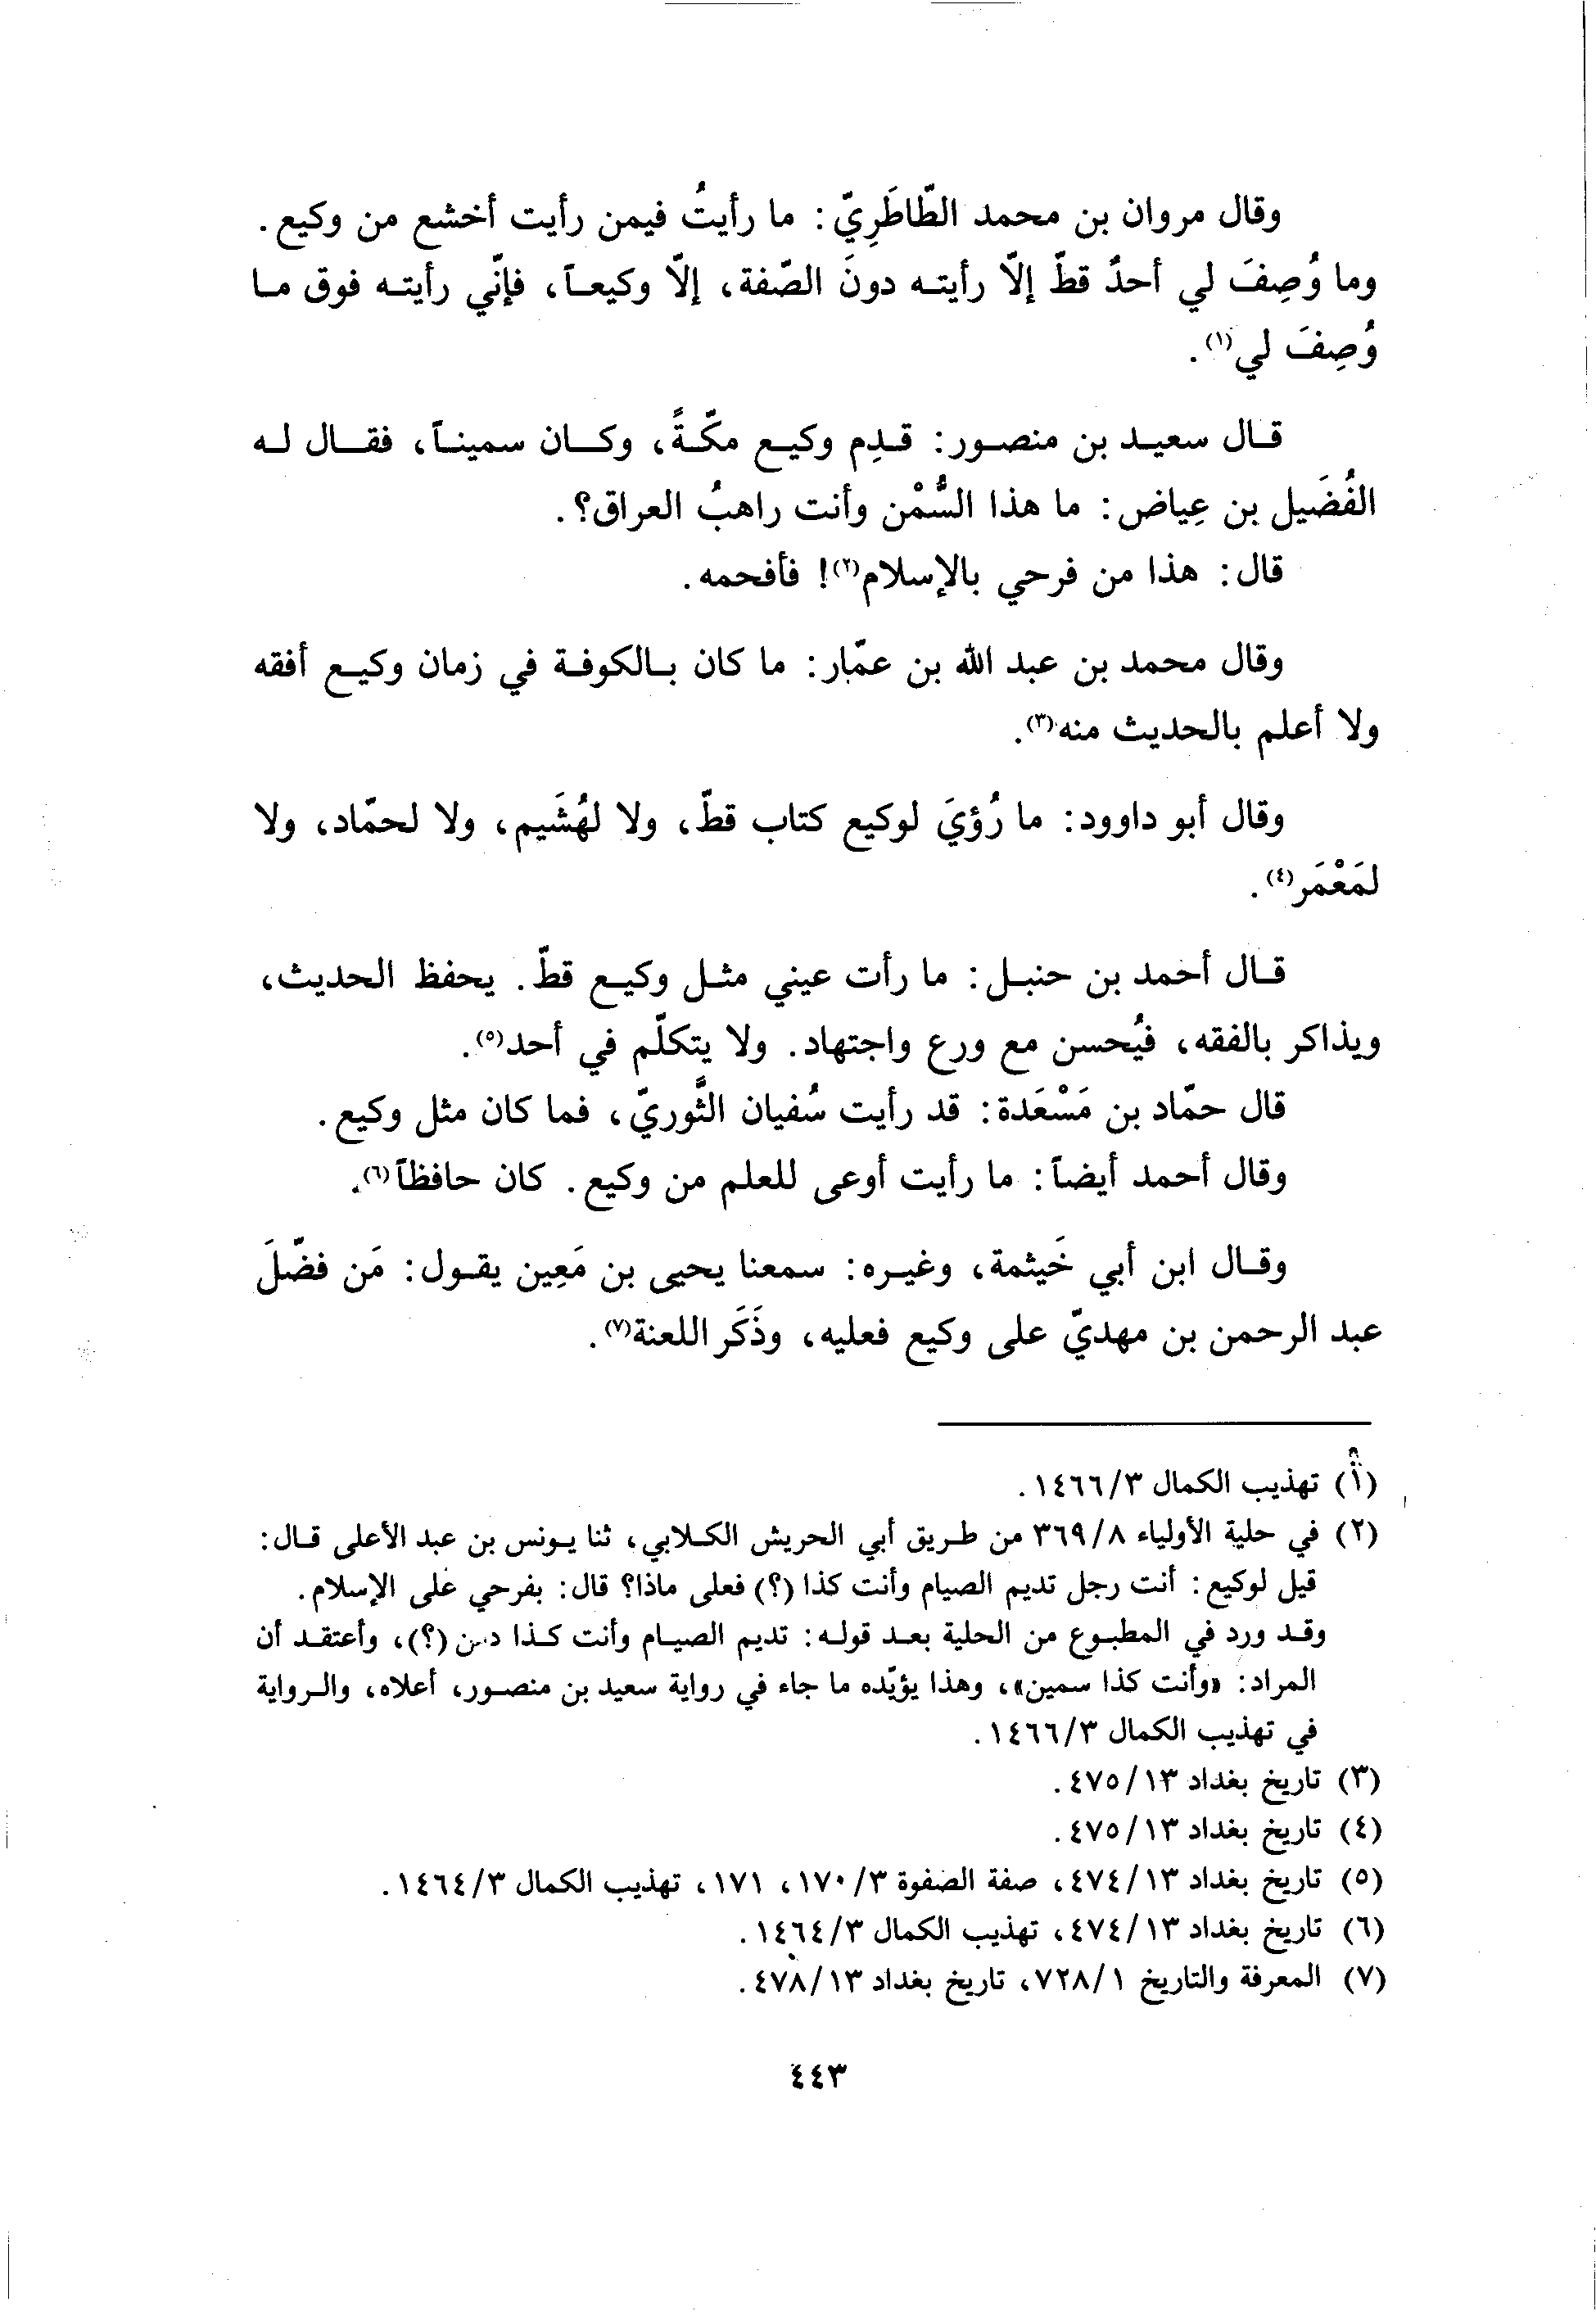 وقال مروان بن محمد الطّاطَرِيّ: ما رأيتُ فيمن رأيت أخشع من وكيع.
وما وُصِفَ لي أحدٌ قطّ إلّا رأيته دونَ الصّفة، إلّا وكيعاً، فإنّي رأيته فوق ما
وُصِفَ لي(١).
قال سعيد بن منصور: قدِم وكيع مكّةً، وكان سميناً، فقال له
الفُضَيل بن عِياض: ما هذا السُّمْن وأنت راهبُ العراق؟.
قال: هذا من فرحي بالإسلام(٢)! فأفحمه.
وقال محمد بن عبد الله بن عمّار: ما كان بالكوفة في زمان وكيع أفقه
ولا أعلم بالحديث منه(٣).
وقال أبو داوود: ما رُؤيَ لوكيع كتاب قطّ، ولا لهُشَيم، ولا لحمّاد، ولا
لمَعْمَر(٤).
قال أحمد بن حنبل: ما رأت عيني مثل وكيع قطّ. يحفظ الحديث،
ويذاكر بالفقه، فيُحسن مع ورع واجتهاد. ولا يتكلّم في أحد(٥).
قال حمّاد بن مَسْعَدة: قد رأيت سُفيان الثَّوريّ، فما كان مثل وكيع.
وقال أحمد أيضاً: ما رأيت أوعى للعلم من وكيع. كان حافظاً(٦).
وقال ابن أبي خَيثمة، وغيره: سمعنا يحيى بن مَعِين يقول: مَن فضّلَ
عبد الرحمن بن مهديّ على وكيع فعليه، وذَكَر اللعنة(٧).
(١) تهذيب الكمال ١٤٦٦/٣.
(٢) في حلية الأولياء ٣٦٩/٨ من طريق أبي الحريش الكلابي، ثنا يونس بن عبد الأعلى قال:
قيل لوكيع: أنت رجل تديم الصيام وأنت كذا (؟) فعلى ماذا؟ قال: بفرحي على الإسلام.
وقد ورد في المطبوع من الحلية بعد قوله: تديم الصيام وأنت كذا (؟)، وأعتقد أن
المراد: «وأنت كذا سمين»، وهذا يؤيّده ما جاء في رواية سعيد بن منصور، أعلاه، والرواية
في تهذيب الكمال ١٤٦٦/٣.
(٣) تاريخ بغداد ٤٧٥/١٣.
(٤) تاريخ بغداد ٤٧٥/١٣.
(٥) تاريخ بغداد ٤٧٤/١٣، صفة الصفوة ١٧٠/٣، ١٧١، تهذيب الكمال ١٤٦٤/٣.
(٦) تاريخ بغداد ٤٧٤/١٣، تهذيب الكمال ١٤٦٤/٣.
(٧) المعرفة والتاريخ ٧٢٨/١، تاريخ بغداد ٤٧٨/١٣.
٤٤٣